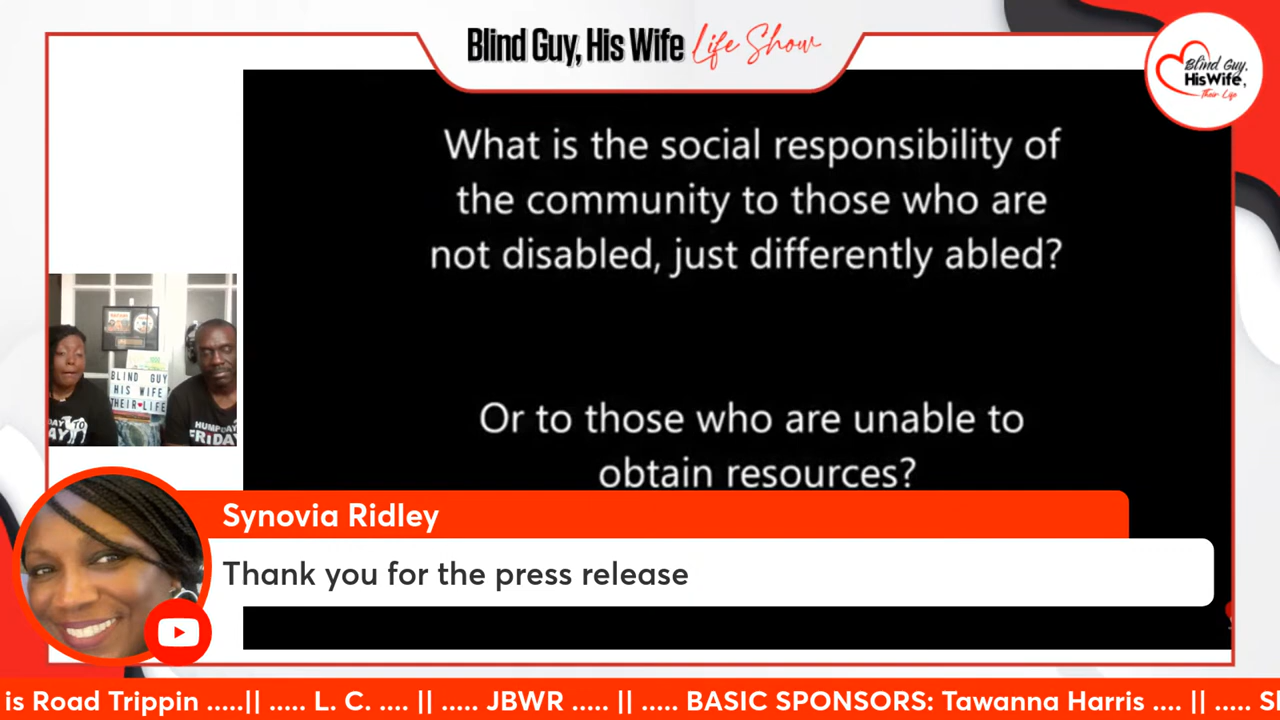 Blind Guy, His Wife Life Show
Blind Guy,
His Wife,
Their Life
What is the social responsibility of
the community to those who are
not disabled, just differently abled?
Or to those who are unable to
obtain resources?
BLIND GUY
HIS WIFE
THEIR♥LIFE
HUMPDAY
FRIDAY
Synovia Ridley
Thank you for the press release
is Road Trippin .....|| ..... L. C. .... || ..... JBWR ..... || ..... BASIC SPONSORS: Tawanna Harris .... || .....